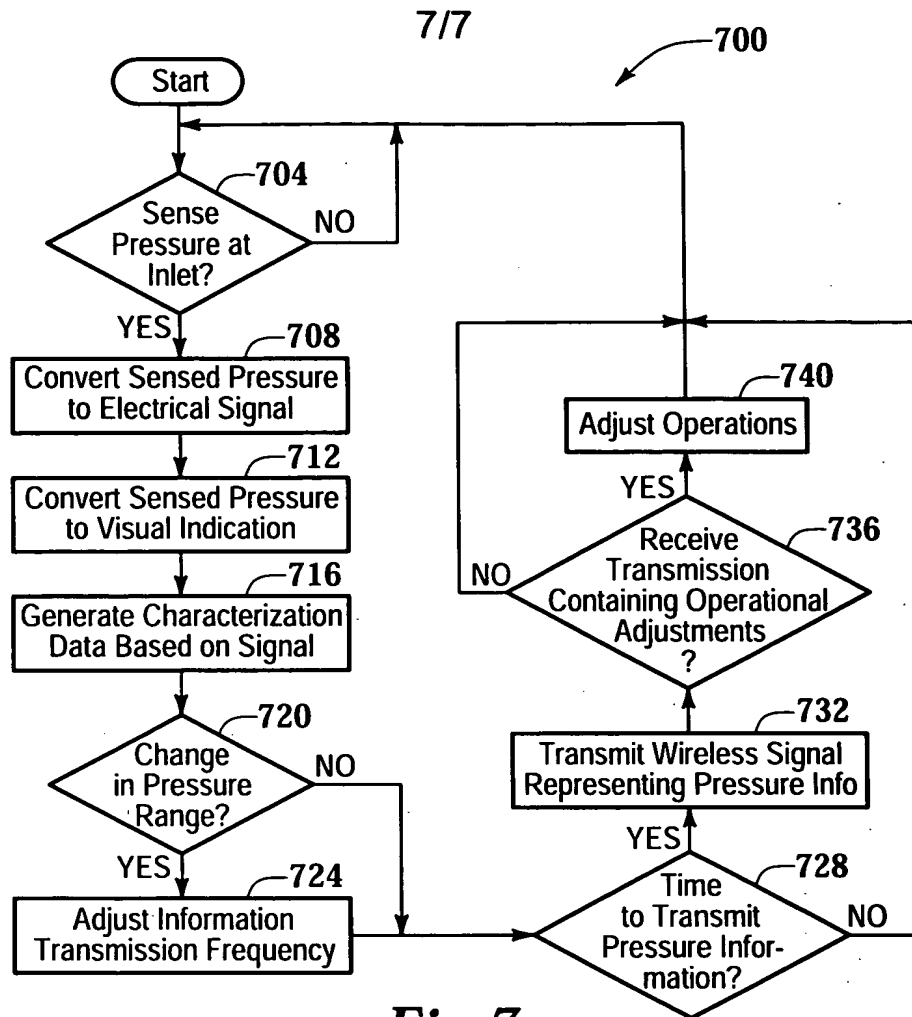 7/7
700
Start
704
Sense
Pressure at
Inlet?
NO
YES
708
Convert Sensed Pressure
to Electrical Signal
712
Convert Sensed Pressure
to Visual Indication
716
Generate Characterization
Data Based on Signal
720
Change
in Pressure
Range?
NO
YES
724
Adjust Information
Transmission Frequency
728
Time
to Transmit
Pressure Infor-
mation?
NO
YES
732
Transmit Wireless Signal
Representing Pressure Info
736
Receive
Transmission
Containing Operational
Adjustments
?
NO
YES
740
Adjust Operations